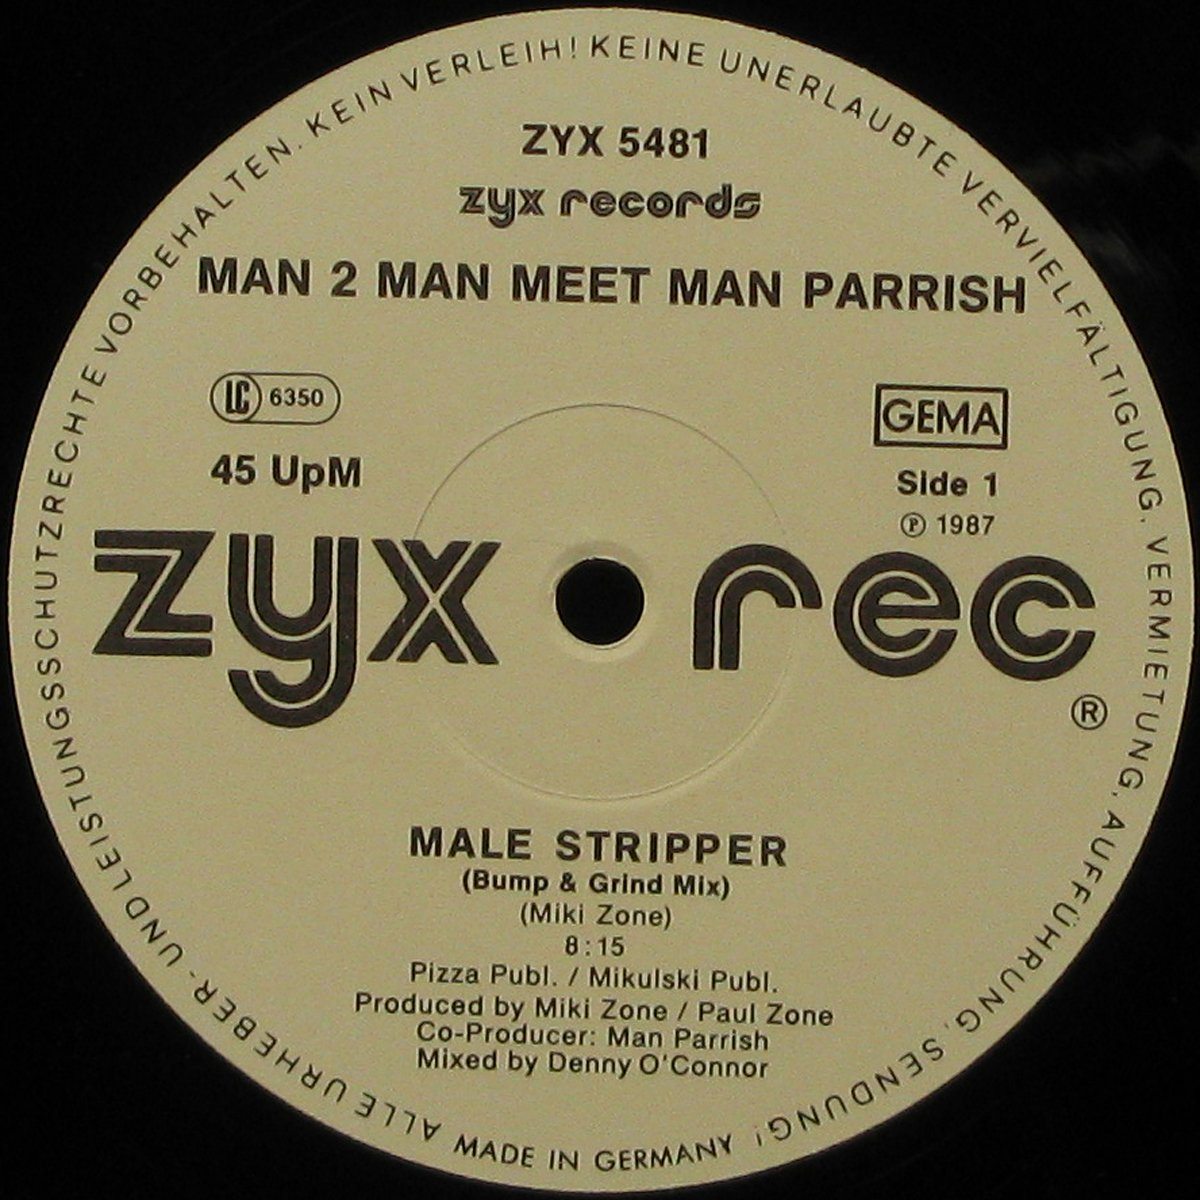 ALLE URHEBER- UND LEISTUNGSSCHUTZRECHTE VORBEHALTEN. KEIN VERLEIH! KEINE UNERLAUBTE VERVIELFÄLTIGUNG, VERMIETUNG, AUFFÜHRUNG, SENDUNG!
ZYX 5481
zyx records
MAN 2 MAN MEET MAN PARRISH
LC 6350
GEMA
45 UpM
Side 1
℗ 1987
zyx rec
®
MALE STRIPPER
(Bump & Grind Mix)
(Miki Zone)
8:15
Pizza Publ. / Mikulski Publ.
Produced by Miki Zone / Paul Zone
Co-Producer: Man Parrish
Mixed by Denny O'Connor
MADE IN GERMANY